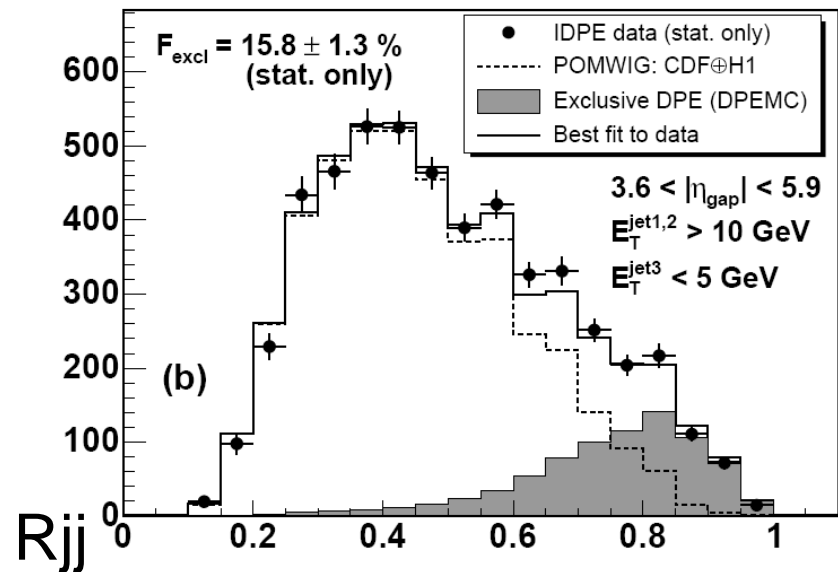 F_excl = 15.8 ± 1.3 %
(stat. only)
IDPE data (stat. only)
POMWIG: CDF⊕H1
Exclusive DPE (DPEMC)
Best fit to data
3.6 < |η_gap| < 5.9
E_T^jet1,2 > 10 GeV
E_T^jet3 < 5 GeV
(b)
600
500
400
300
200
100
0
Rjj
0 0.2 0.4 0.6 0.8 1